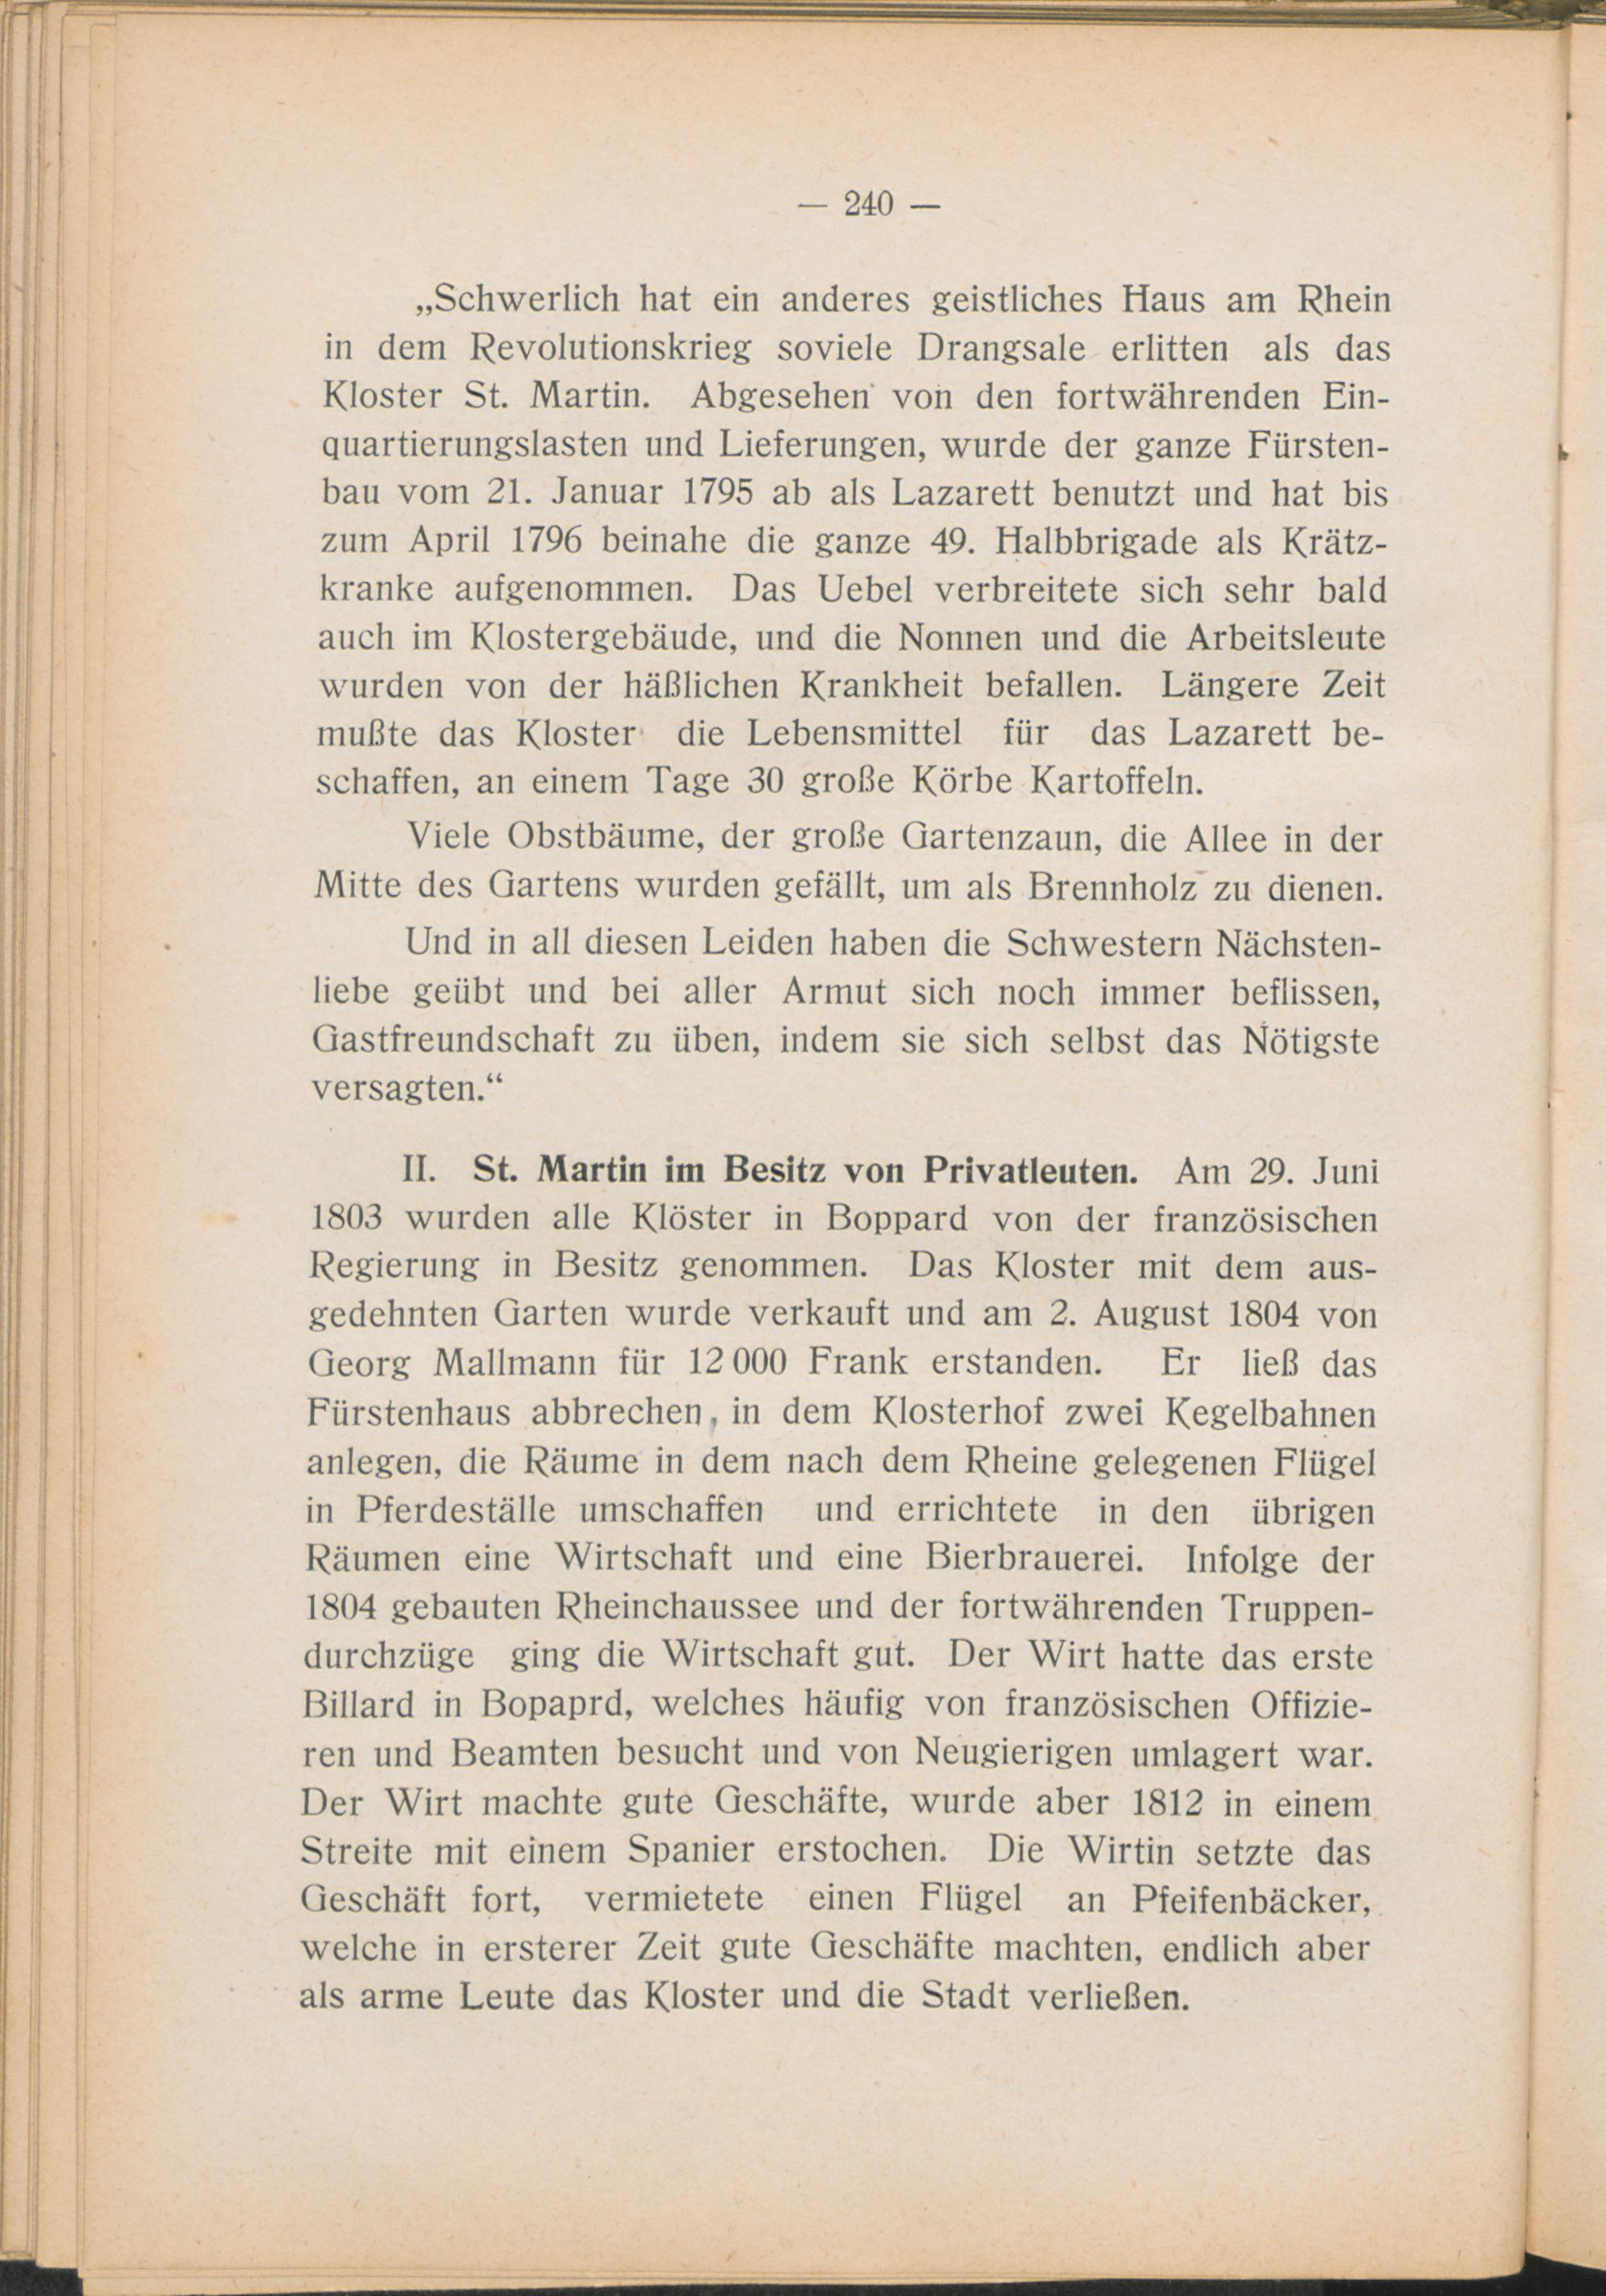 — 240 —
„Schwerlich hat ein anderes geistliches Haus am Rhein
in dem Revolutionskrieg soviele Drangsale erlitten als das
Kloster St. Martin. Abgesehen von den fortwährenden Ein-
quartierungslasten und Lieferungen, wurde der ganze Fürsten-
bau vom 21. Januar 1795 ab als Lazarett benutzt und hat bis
zum April 1796 beinahe die ganze 49. Halbbrigade als Krätz-
kranke aufgenommen. Das Uebel verbreitete sich sehr bald
auch im Klostergebäude, und die Nonnen und die Arbeitsleute
wurden von der häßlichen Krankheit befallen. Längere Zeit
mußte das Kloster die Lebensmittel für das Lazarett be-
schaffen, an einem Tage 30 große Körbe Kartoffeln.
Viele Obstbäume, der große Gartenzaun, die Allee in der
Mitte des Gartens wurden gefällt, um als Brennholz zu dienen.
Und in all diesen Leiden haben die Schwestern Nächsten-
liebe geübt und bei aller Armut sich noch immer beflissen,
Gastfreundschaft zu üben, indem sie sich selbst das Nötigste
versagten.“
II. St. Martin im Besitz von Privatleuten. Am 29. Juni
1803 wurden alle Klöster in Boppard von der französischen
Regierung in Besitz genommen. Das Kloster mit dem aus-
gedehnten Garten wurde verkauft und am 2. August 1804 von
Georg Mallmann für 12 000 Frank erstanden. Er ließ das
Fürstenhaus abbrechen, in dem Klosterhof zwei Kegelbahnen
anlegen, die Räume in dem nach dem Rheine gelegenen Flügel
in Pferdeställe umschaffen und errichtete in den übrigen
Räumen eine Wirtschaft und eine Bierbrauerei. Infolge der
1804 gebauten Rheinchaussee und der fortwährenden Truppen-
durchzüge ging die Wirtschaft gut. Der Wirt hatte das erste
Billard in Bopaprd, welches häufig von französischen Offizie-
ren und Beamten besucht und von Neugierigen umlagert war.
Der Wirt machte gute Geschäfte, wurde aber 1812 in einem
Streite mit einem Spanier erstochen. Die Wirtin setzte das
Geschäft fort, vermietete einen Flügel an Pfeifenbäcker,
welche in ersterer Zeit gute Geschäfte machten, endlich aber
als arme Leute das Kloster und die Stadt verließen.